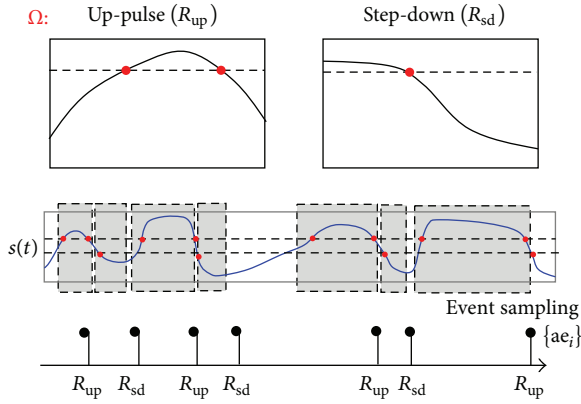 Ω: Up-pulse (R_up) Step-down (R_sd)
s(t)
Event sampling
{ae_i}
R_up R_sd R_up R_sd R_up R_sd R_up